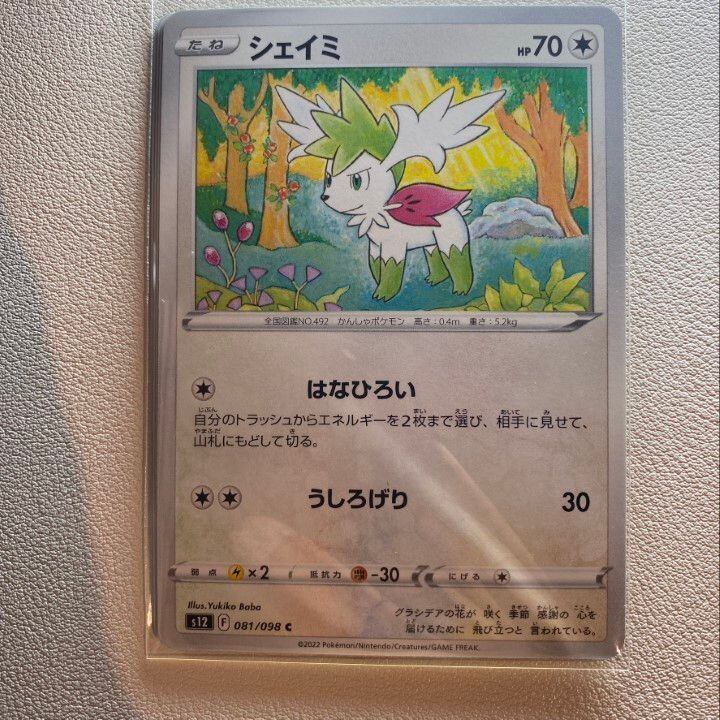 たね シェイミ HP70
全国図鑑NO.492 かんしゃポケモン 高さ:0.4m 重さ:5.2kg
はなひろい
自分のトラッシュからエネルギーを2枚まで選び、相手に見せて、
山札にもどして切る。
うしろげり 30
弱点 ×2 抵抗力 -30 にげる
Illus.Yukiko Baba
s12 F 081/098 C
グラシデアの花が 咲く 季節 感謝の 心を
届けるために 飛び立つと 言われている。
©2022 Pokémon/Nintendo/Creatures/GAME FREAK.